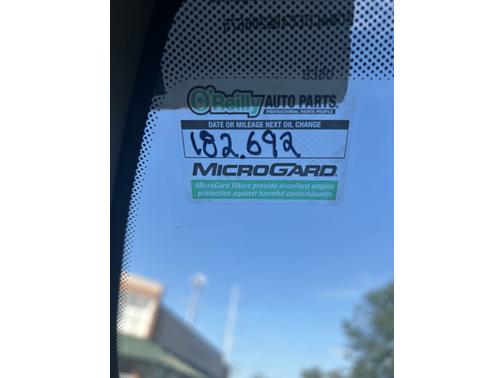 O'Reilly AUTO PARTS
PROFESSIONAL PARTS PEOPLE
DATE OR MILEAGE NEXT OIL CHANGE
182,692
MICROGARD
MicroGard filters provide excellent engine
protection against harmful contaminants